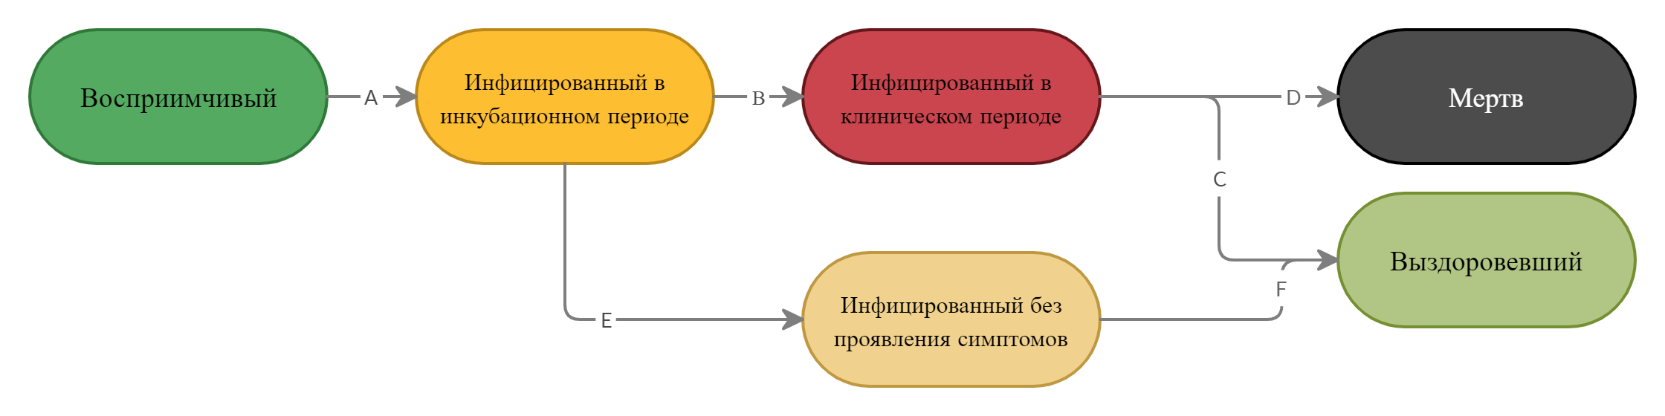 Восприимчивый
A
Инфицированный в
инкубационном периоде
B
Инфицированный в
клиническом периоде
D
Мертв
C
Выздоровевший
F
E
Инфицированный без
проявления симптомов